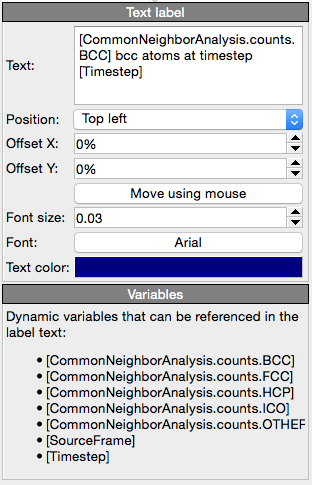 Text label
Text:
[CommonNeighborAnalysis.counts.
BCC] bcc atoms at timestep
[Timestep]
Position: Top left
Offset X: 0%
Offset Y: 0%
Move using mouse
Font size: 0.03
Font: Arial
Text color:
Variables
Dynamic variables that can be referenced in the
label text:
• [CommonNeighborAnalysis.counts.BCC]
• [CommonNeighborAnalysis.counts.FCC]
• [CommonNeighborAnalysis.counts.HCP]
• [CommonNeighborAnalysis.counts.ICO]
• [CommonNeighborAnalysis.counts.OTHER
• [SourceFrame]
• [Timestep]